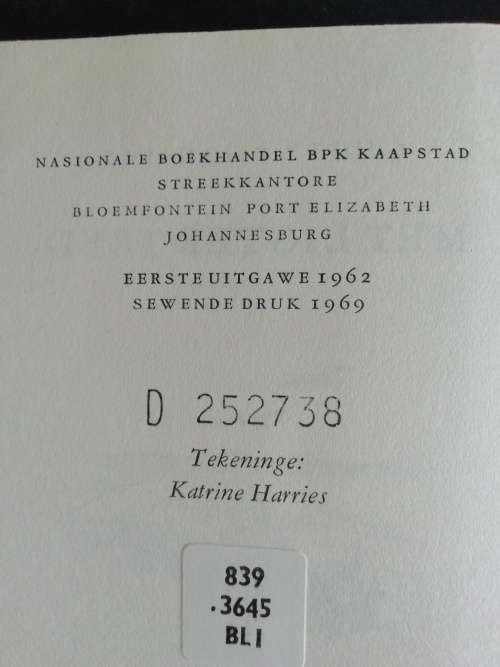 NASIONALE BOEKHANDEL BPK KAAPSTAD
STREEKKANTORE
BLOEMFONTEIN PORT ELIZABETH
JOHANNESBURG
EERSTE UITGAWE 1962
SEWENDE DRUK 1969
D 252738
Tekeninge:
Katrine Harries
839
.3645
BLI